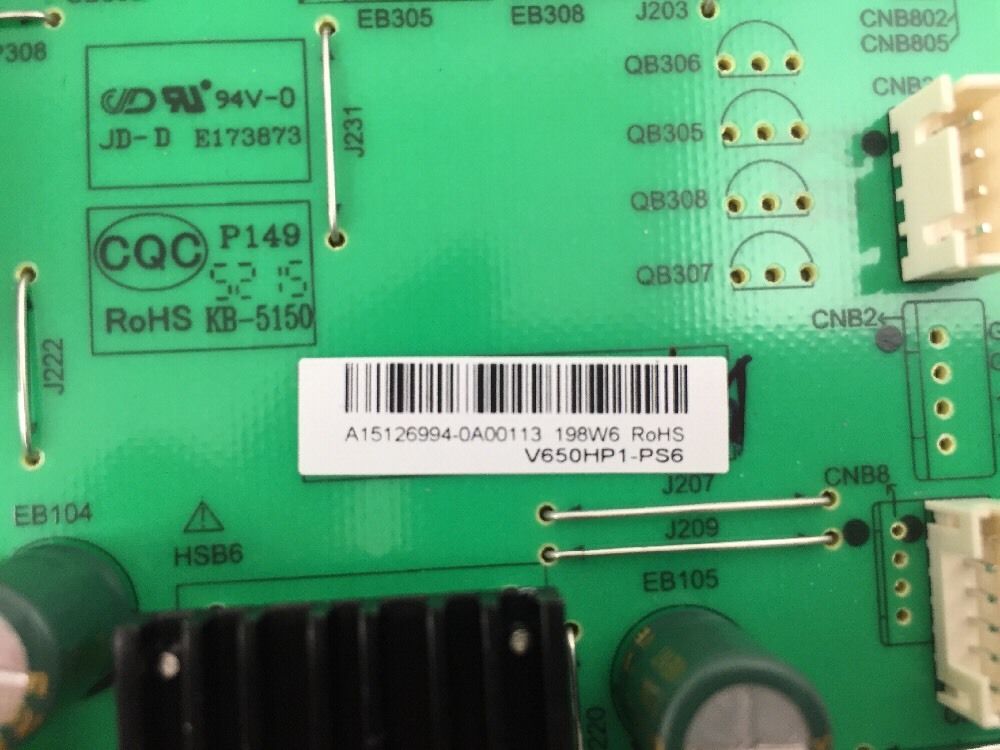 EB305
EB308
J203
CNB802
CNB805
P308
QB306
94V-0
JD-D E173873
J231
QB305
QB308
CQC P149
RoHS KB-5150
QB307
CNB2
J222
A15126994-0A00113 198W6 RoHS
V650HP1-PS6
J207
CNB8
EB104
J209
HSB6
EB105